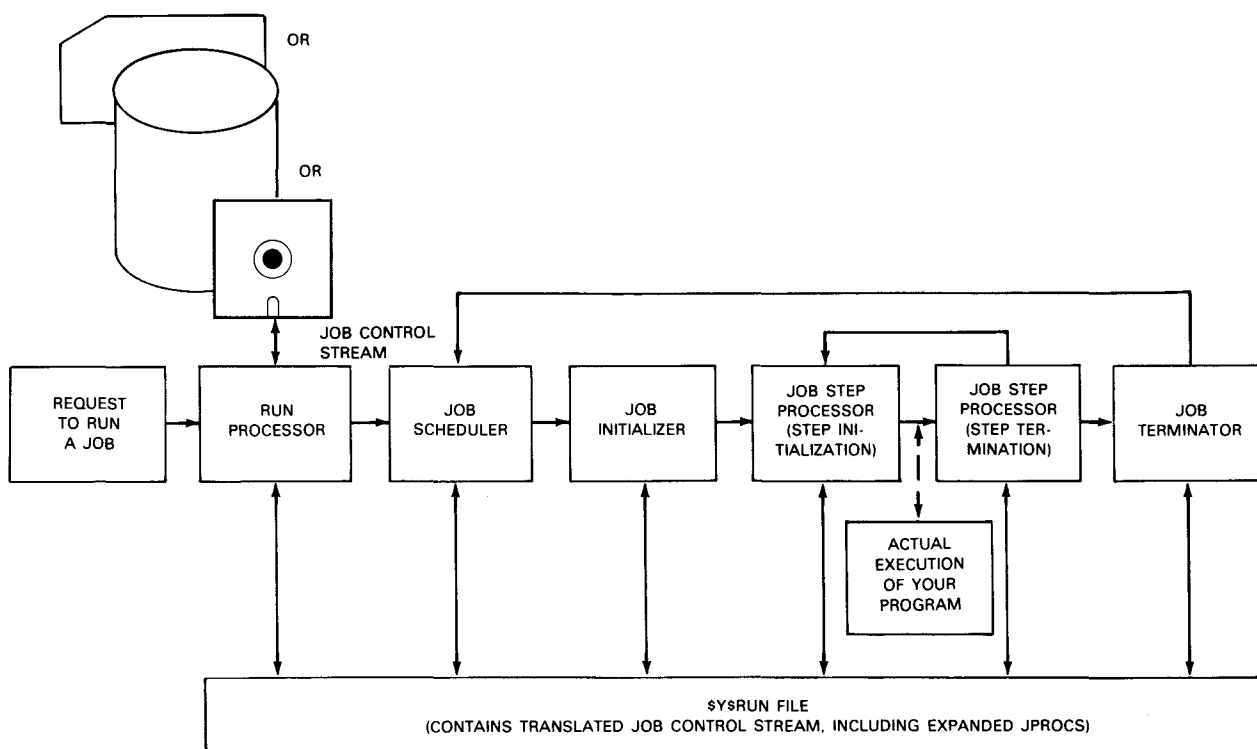 OR
OR
JOB CONTROL
STREAM
REQUEST
TO RUN
A JOB
RUN
PROCESSOR
JOB
SCHEDULER
JOB
INITIALIZER
JOB STEP
PROCESSOR
(STEP INI-
TIALIZATION)
JOB STEP
PROCESSOR
(STEP TER-
MINATION)
JOB
TERMINATOR
ACTUAL
EXECUTION
OF YOUR
PROGRAM
$Y$RUN FILE
(CONTAINS TRANSLATED JOB CONTROL STREAM, INCLUDING EXPANDED JPROCS)